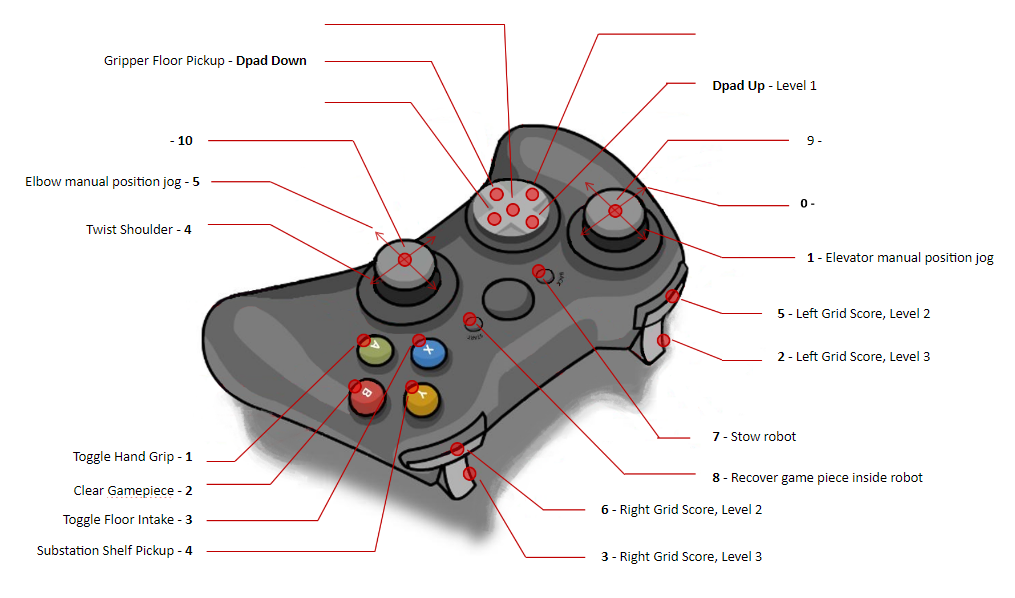 Gripper Floor Pickup - Dpad Down
Dpad Up - Level 1
- 10
9 -
Elbow manual position jog - 5
0 -
Twist Shoulder - 4
1 - Elevator manual position jog
BACK
5 - Left Grid Score, Level 2
START
A
X
2 - Left Grid Score, Level 3
B
Y
7 - Stow robot
Toggle Hand Grip - 1
8 - Recover game piece inside robot
Clear Gamepiece - 2
6 - Right Grid Score, Level 2
Toggle Floor Intake - 3
Substation Shelf Pickup - 4
3 - Right Grid Score, Level 3